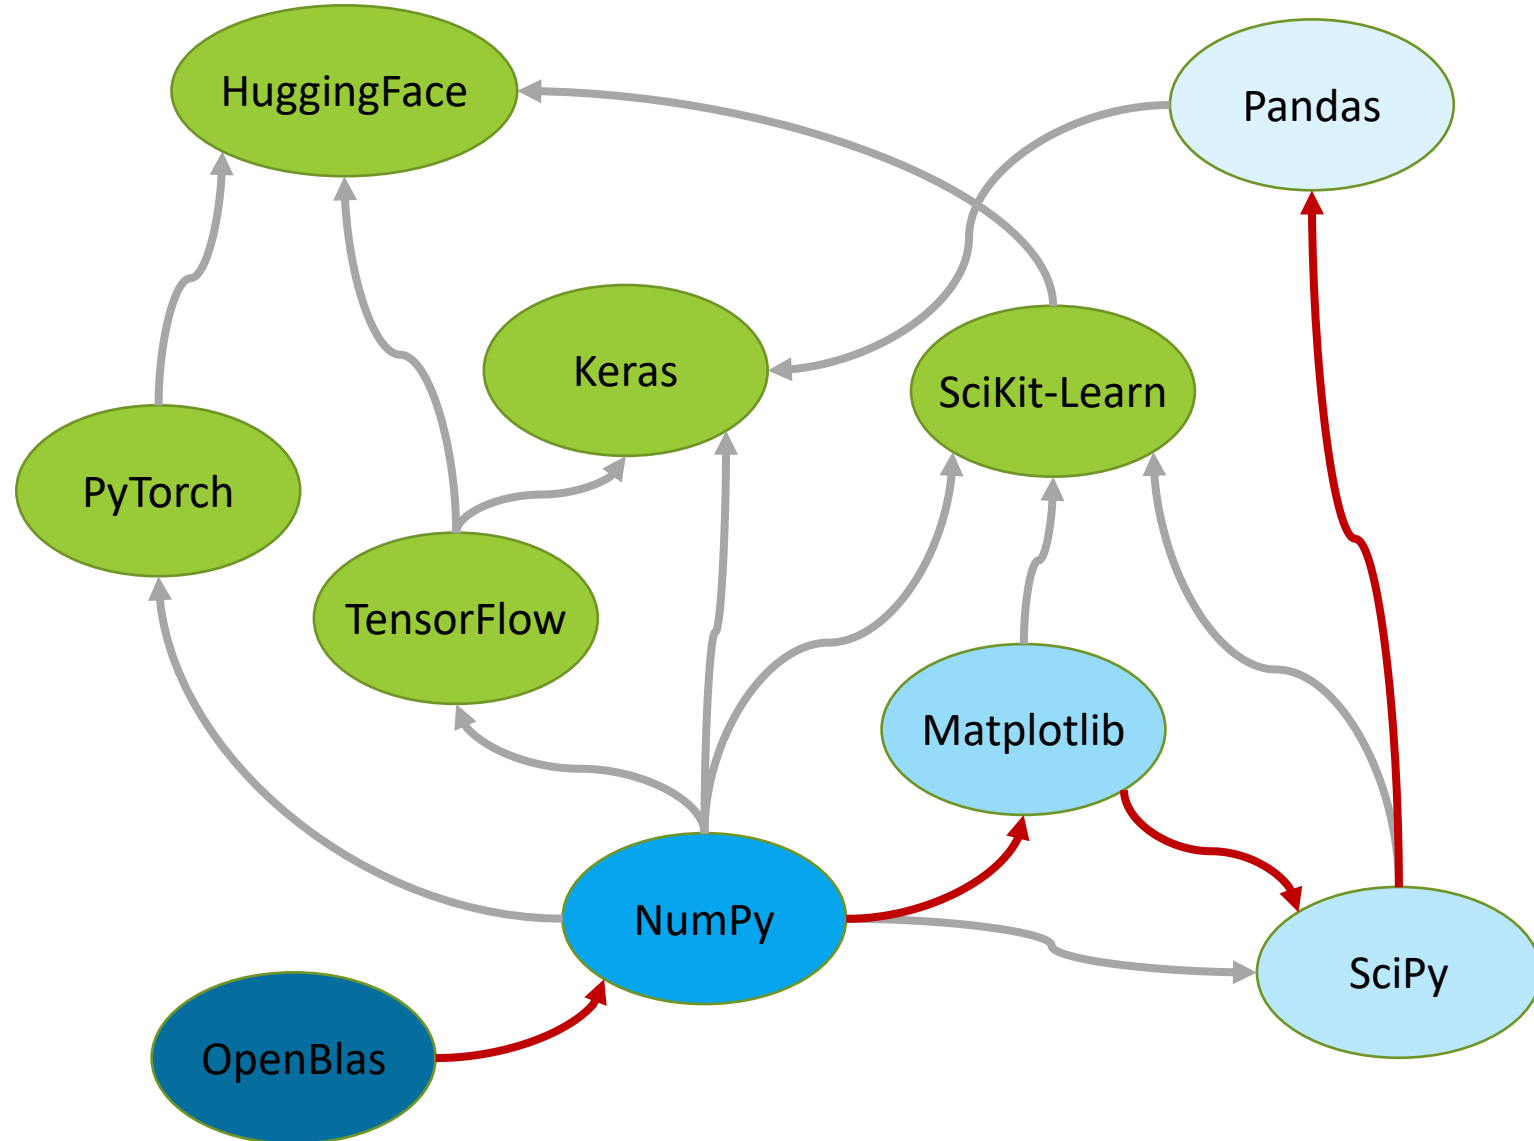 HuggingFace
Pandas
Keras
SciKit-Learn
PyTorch
TensorFlow
Matplotlib
NumPy
SciPy
OpenBlas